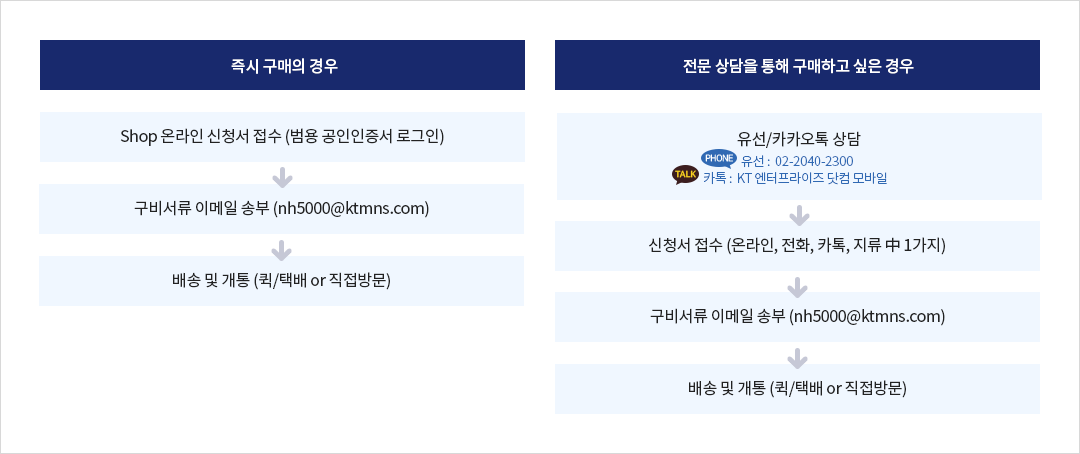 즉시 구매의 경우
Shop 온라인 신청서 접수 (범용 공인인증서 로그인)
구비서류 이메일 송부 (nh5000@ktmns.com)
배송 및 개통 (퀵/택배 or 직접방문)
전문 상담을 통해 구매하고 싶은 경우
유선/카카오톡 상담
PHONE 유선 : 02-2040-2300
TALK 카톡 : KT 엔터프라이즈 닷컴 모바일
신청서 접수 (온라인, 전화, 카톡, 지류 中 1가지)
구비서류 이메일 송부 (nh5000@ktmns.com)
배송 및 개통 (퀵/택배 or 직접방문)